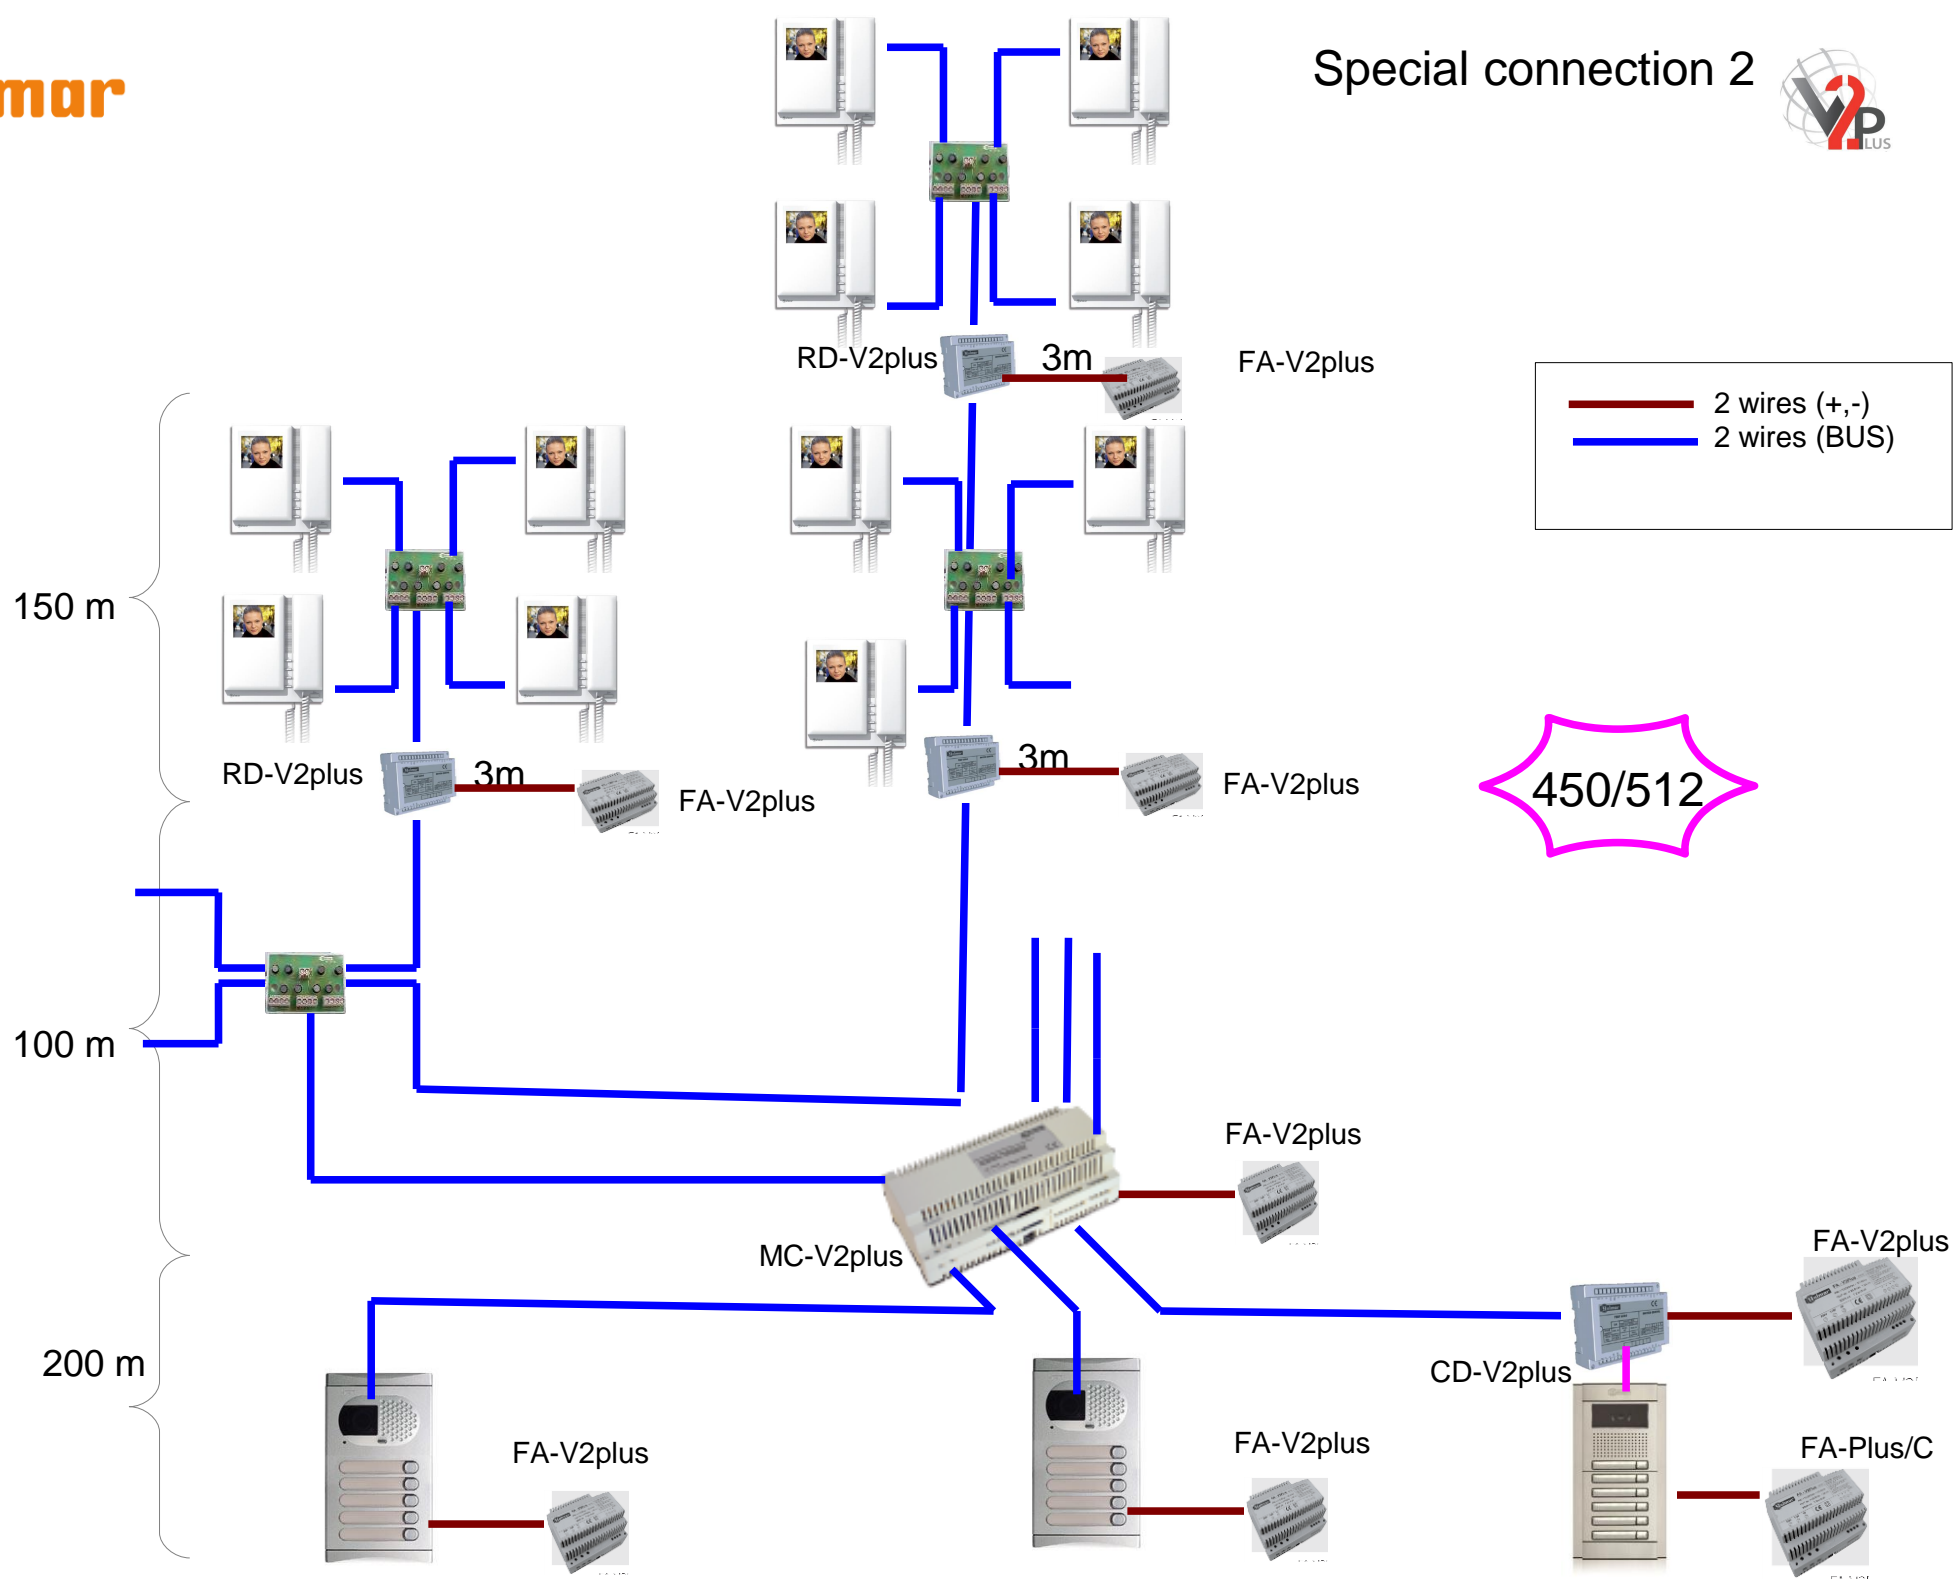 mar
Special connection 2
V2P
LUS
RD-V2plus
3m
FA-V2plus
2 wires (+,-)
2 wires (BUS)
150 m
RD-V2plus
3m
FA-V2plus
3m
FA-V2plus
450/512
100 m
FA-V2plus
MC-V2plus
FA-V2plus
200 m
CD-V2plus
FA-V2plus
FA-V2plus
FA-Plus/C